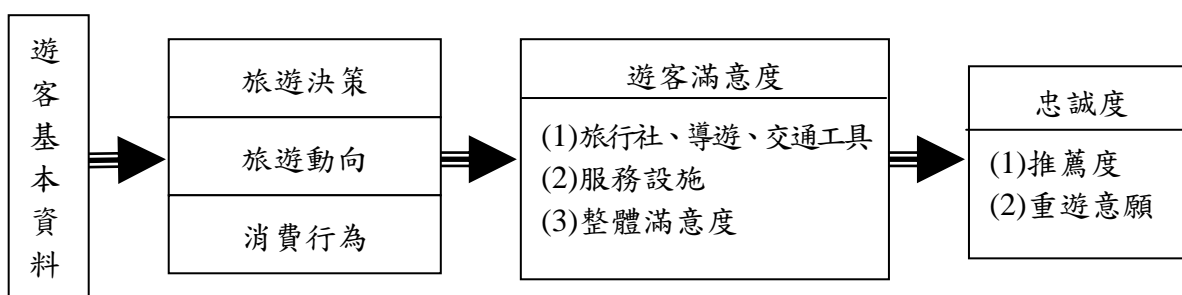 遊客基本資料
旅遊決策
旅遊動向
消費行為
遊客滿意度
(1)旅行社、導遊、交通工具
(2)服務設施
(3)整體滿意度
忠誠度
(1)推薦度
(2)重遊意願